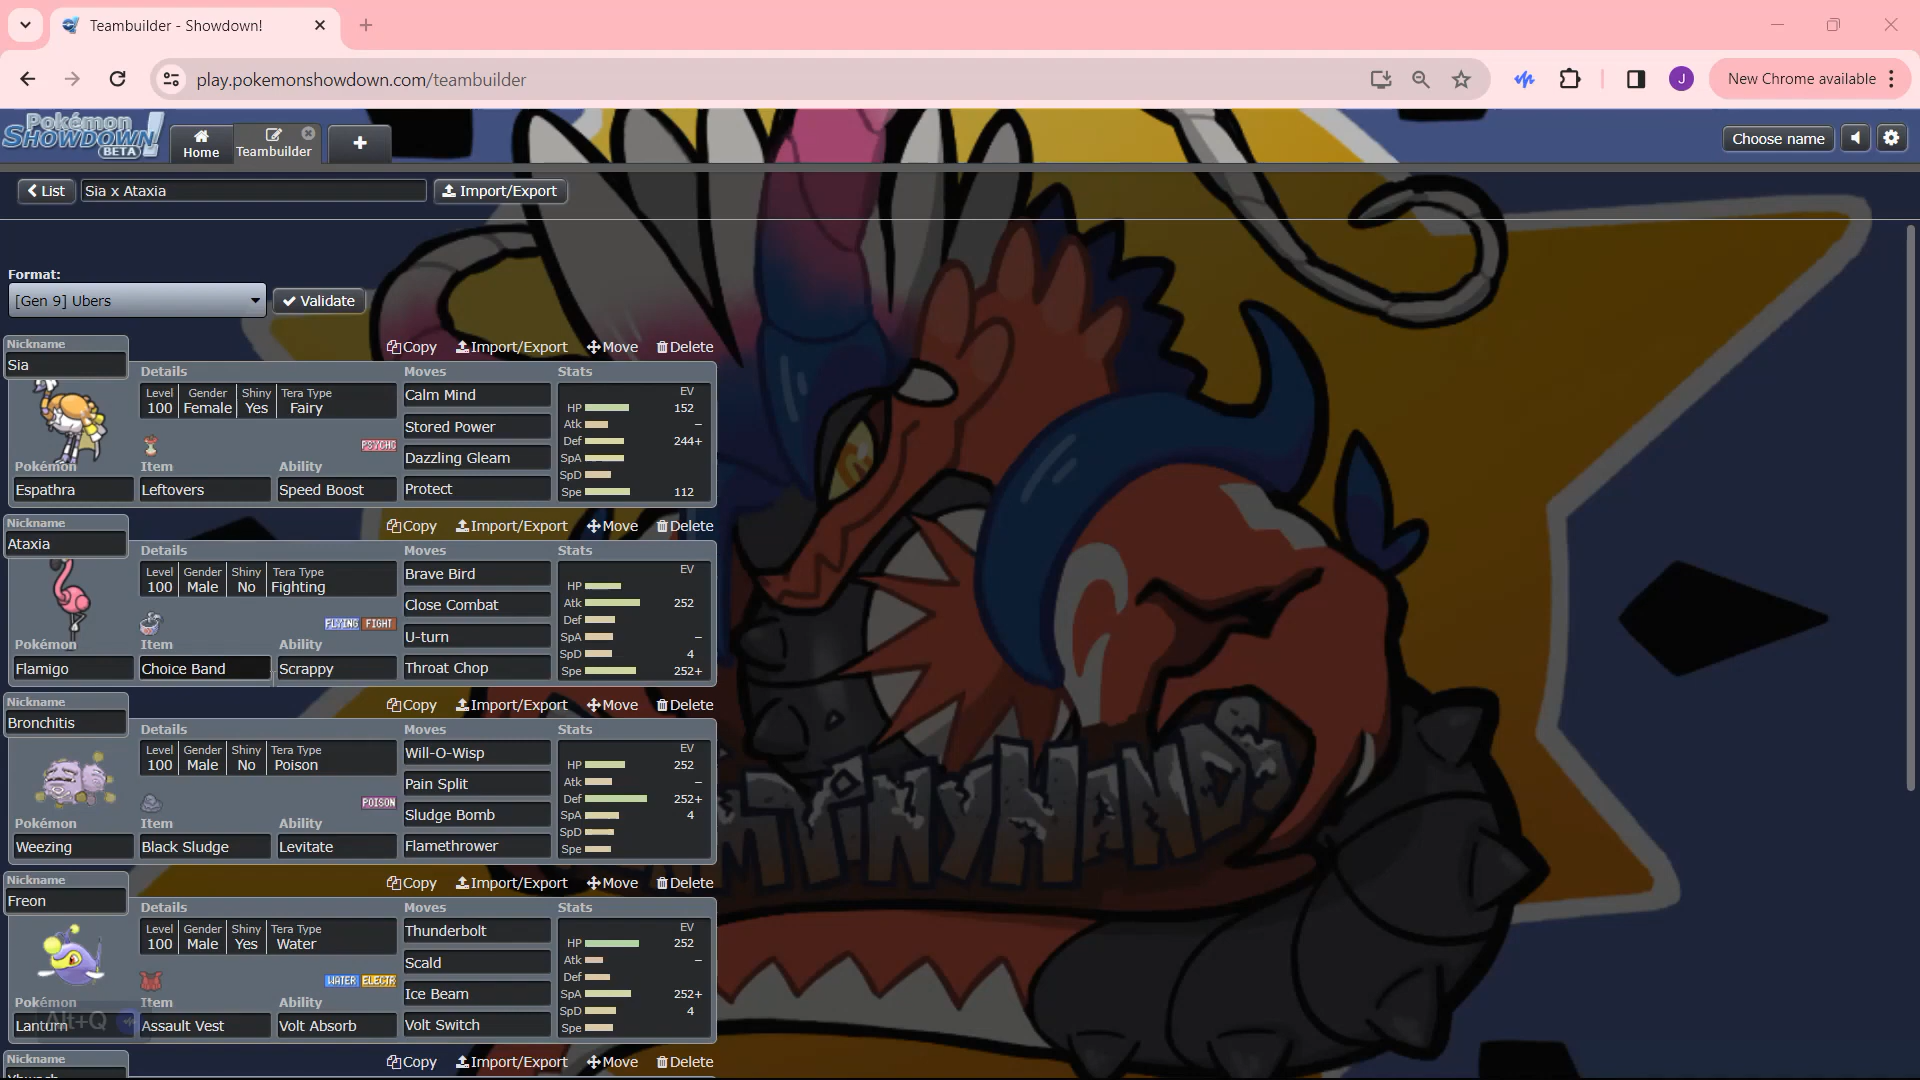 Teambuilder - Showdown!
play.pokemonshowdown.com/teambuilder
J
New Chrome available
Pokémon
SHOWDOWN!
BETA
Home
Teambuilder
Choose name
List
Sia x Ataxia
Import/Export
Format:
[Gen 9] Ubers
Validate
Copy Import/Export Move Delete
Nickname
Sia
Details Moves Stats
Level Gender Shiny Tera Type
100 Female Yes Fairy
EV
Calm Mind
Stored Power
Dazzling Gleam
Protect
HP 152
Atk –
Def 244+
SpA
SpD
Spe 112
PSYCHC
Pokémon Item Ability
Espathra Leftovers Speed Boost
Copy Import/Export Move Delete
Nickname
Ataxia
Details Moves Stats
Level Gender Shiny Tera Type
100 Male No Fighting
EV
Brave Bird
Close Combat
U-turn
Throat Chop
HP
Atk 252
Def
SpA –
SpD 4
Spe 252+
FLYING FIGHT
Pokémon Item Ability
Flamigo Choice Band Scrappy
Copy Import/Export Move Delete
Nickname
Bronchitis
Details Moves Stats
Level Gender Shiny Tera Type
100 Male No Poison
EV
Will-O-Wisp
Pain Split
Sludge Bomb
Flamethrower
HP 252
Atk –
Def 252+
SpA 4
SpD
Spe
POISON
Pokémon Item Ability
Weezing Black Sludge Levitate
Copy Import/Export Move Delete
Nickname
Freon
Details Moves Stats
Level Gender Shiny Tera Type
100 Male Yes Water
EV
Thunderbolt
Scald
Ice Beam
Volt Switch
HP 252
Atk –
Def
SpA 252+
SpD 4
Spe
WATER ELECTR
Pokémon Item Ability
Alt+Q
Lanturn Assault Vest Volt Absorb
Copy Import/Export Move Delete
Nickname